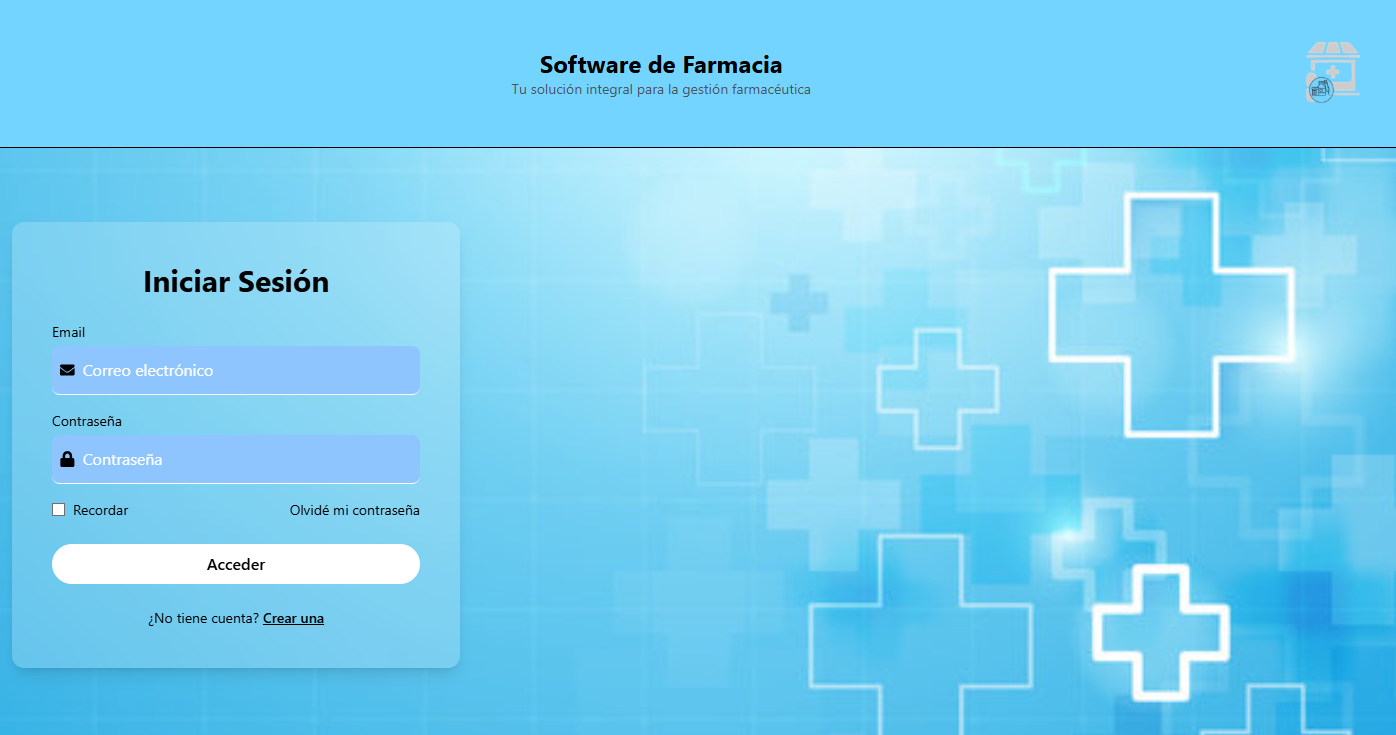 Software de Farmacia
Tu solución integral para la gestión farmacéutica
Iniciar Sesión
Email
Correo electrónico
Contraseña
Contraseña
Recordar Olvidé mi contraseña
Acceder
¿No tiene cuenta? Crear una